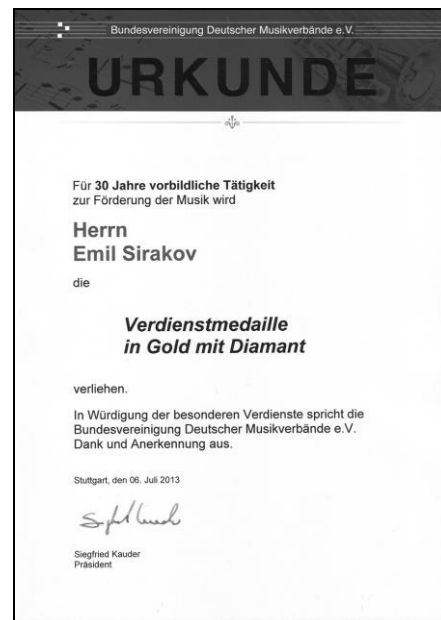 Bundesvereinigung Deutscher Musikverbände e.V.
URKUNDE
Für 30 Jahre vorbildliche Tätigkeit
zur Förderung der Musik wird
Herrn
Emil Sirakov
die
Verdienstmedaille
in Gold mit Diamant
verliehen.
In Würdigung der besonderen Verdienste spricht die
Bundesvereinigung Deutscher Musikverbände e.V.
Dank und Anerkennung aus.
Stuttgart, den 06. Juli 2013
Siegfried Kauder
Präsident